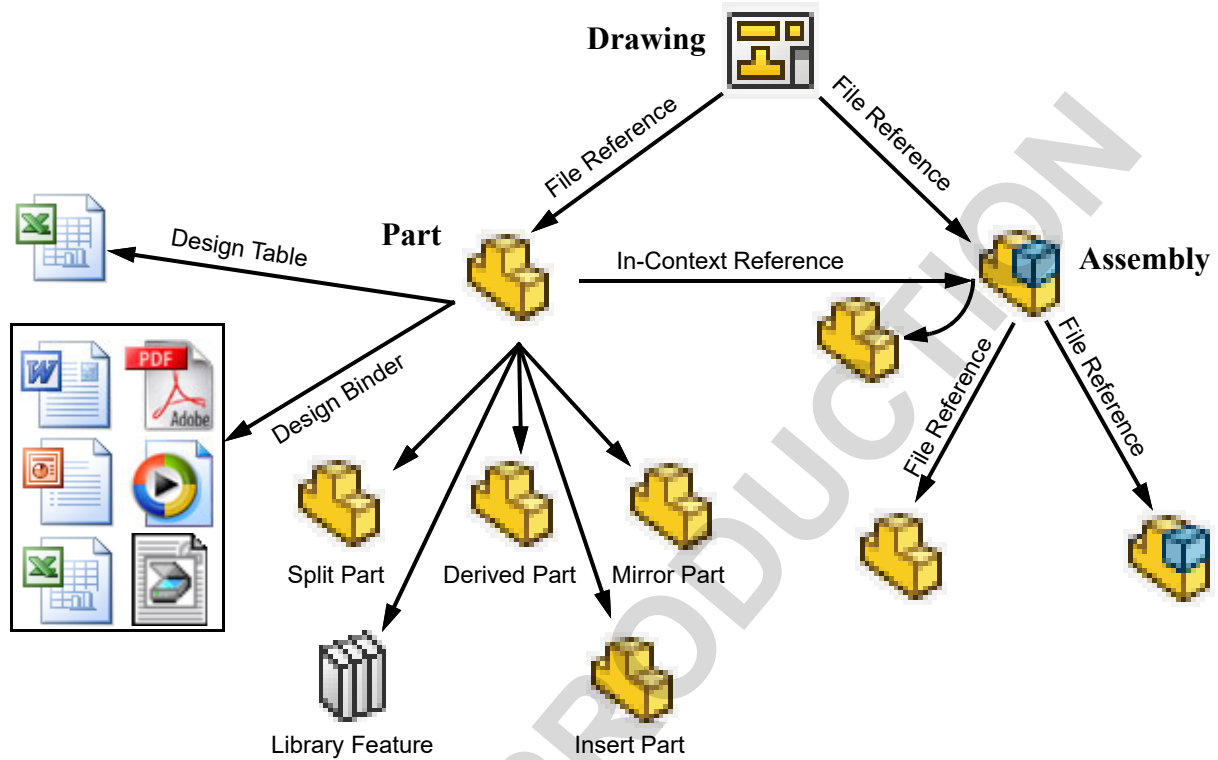 Drawing
File Reference
File Reference
Part
Design Table
In-Context Reference
Assembly
Design Binder
File Reference
File Reference
PDF
Adobe
W
X
X
Split Part
Derived Part
Mirror Part
Library Feature
Insert Part
PRODUCTION